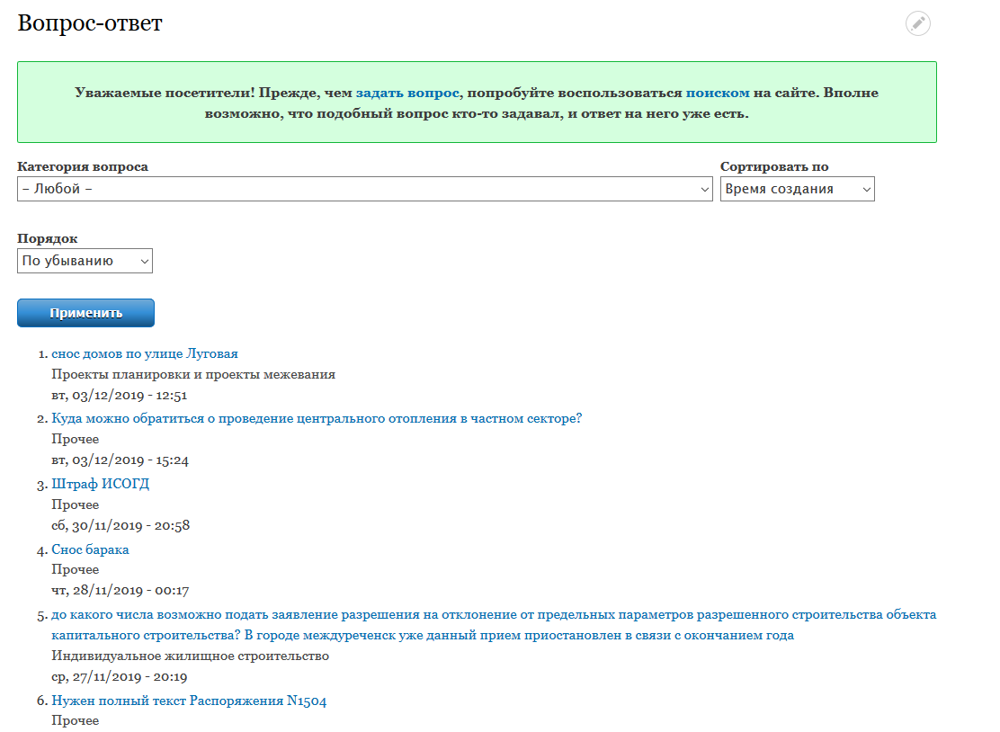 Вопрос-ответ
Уважаемые посетители! Прежде, чем задать вопрос, попробуйте воспользоваться поиском на сайте. Вполне
возможно, что подобный вопрос кто-то задавал, и ответ на него уже есть.
Категория вопроса
Сортировать по
– Любой –
Время создания
Порядок
По убыванию
Применить
1. снос домов по улице Луговая
Проекты планировки и проекты межевания
вт, 03/12/2019 - 12:51
2. Куда можно обратиться о проведение центрального отопления в частном секторе?
Прочее
вт, 03/12/2019 - 15:24
3. Штраф ИСОГД
Прочее
сб, 30/11/2019 - 20:58
4. Снос барака
Прочее
чт, 28/11/2019 - 00:17
5. до какого числа возможно подать заявление разрешения на отклонение от предельных параметров разрешенного строительства объекта
капитального строительства? В городе междуреченск уже данный прием приостановлен в связи с окончанием года
Индивидуальное жилищное строительство
ср, 27/11/2019 - 20:19
6. Нужен полный текст Распоряжения N1504
Прочее